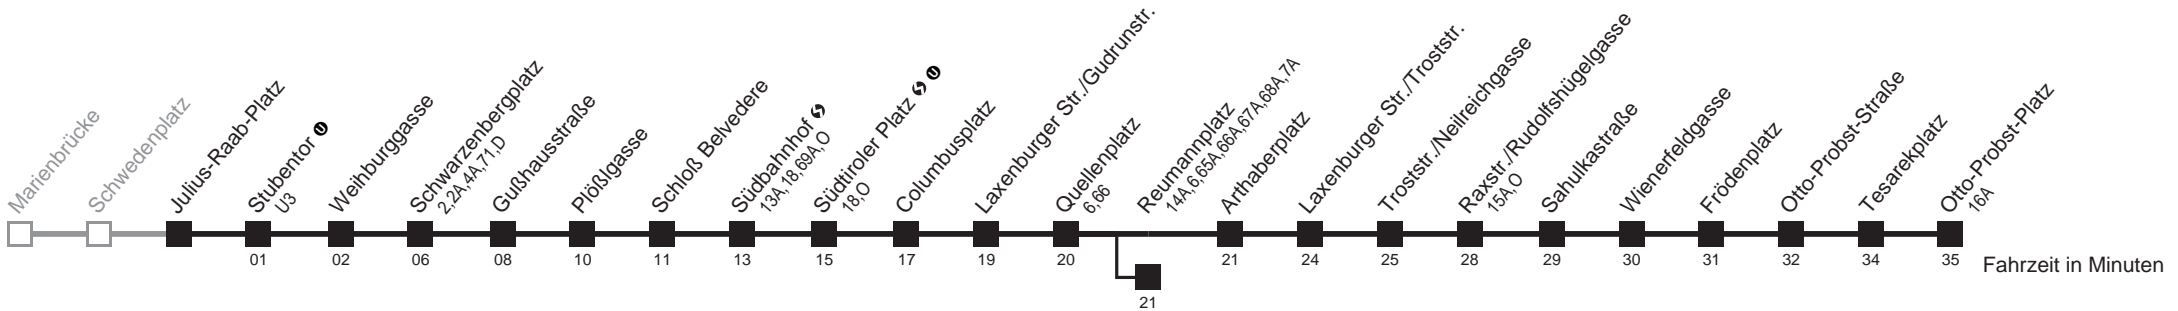 Marienbrücke
Schwedenplatz
Julius-Raab-Platz
Stubentor U
U3
Weihburggasse
Schwarzenbergplatz
2,2A,4A,71,D
Gußhausstraße
Plößlgasse
Schloß Belvedere
Südbahnhof S
13A,18,69A,O
Südtiroler Platz S U
18,O
Columbusplatz
Laxenburger Str./Gudrunstr.
Quellenplatz
6,66
Reumannplatz
14A,6,65A,66A,67A,68A,7A
Arthaberplatz
Laxenburger Str./Troststr.
Troststr./Neilreichgasse
Raxstr./Rudolfshügelgasse
15A,O
Sahulkastraße
Wienerfeldgasse
Frödenplatz
Otto-Probst-Straße
Tesarekplatz
Otto-Probst-Platz
16A
01 02 06 08 10 11 13 15 17 19 20 21 24 25 28 29 30 31 32 34 35 Fahrzeit in Minuten
21